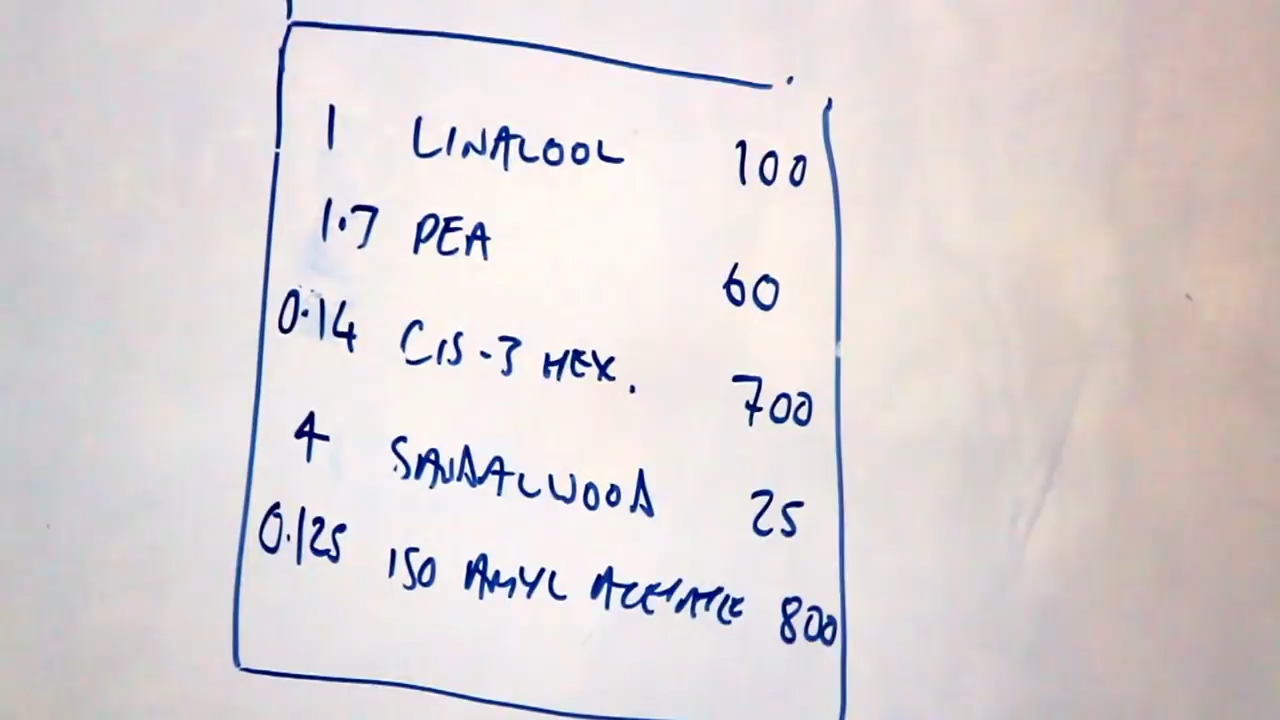 1 LINALOOL 100
1.7 PEA 60
0.14 CIS-3 HEX. 700
4 SANDALWOOD 25
0.125 ISO AMYL ACETATE 800